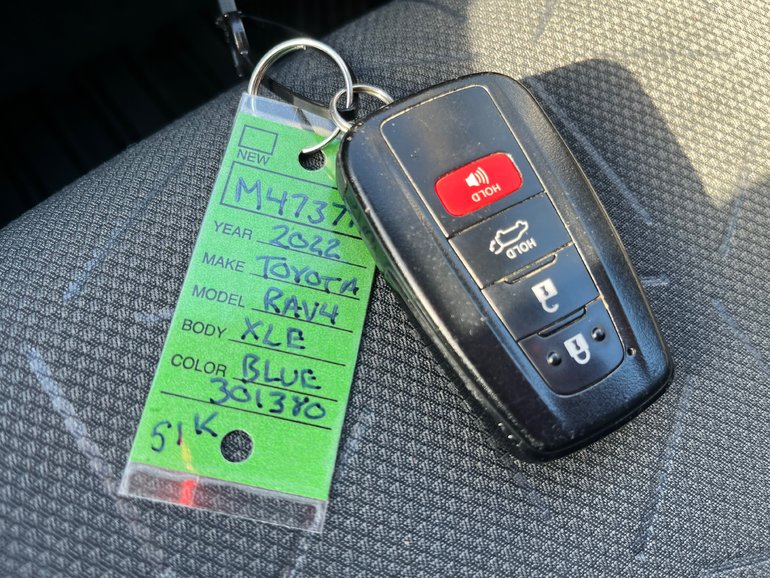 NEW
M4737
YEAR 2022
MAKE TOYOTA
MODEL RAV4
BODY XLE
COLOR BLUE
301380
51K
HOLD
HOLD